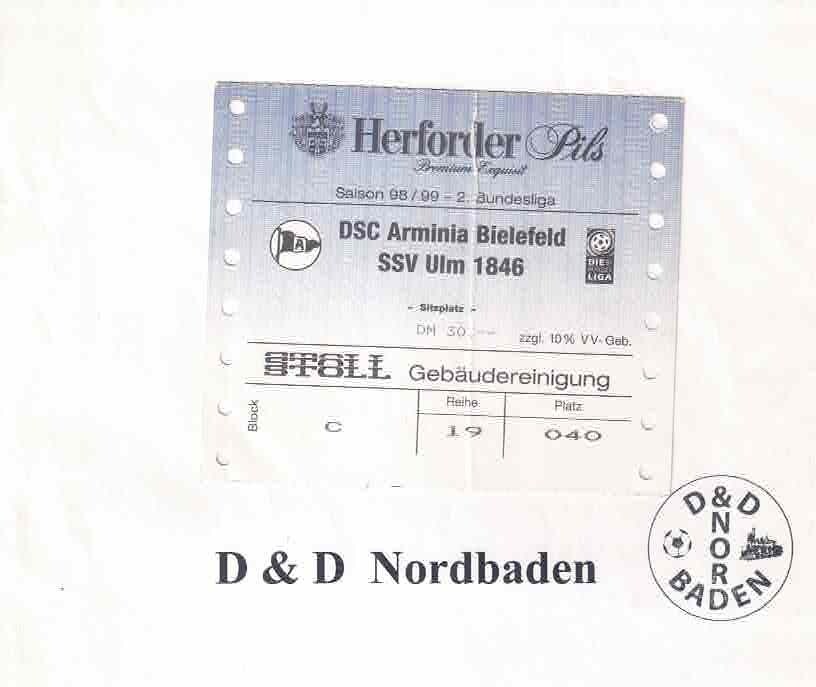 Herforder Pils
Premium Exquisit
Saison 98/99 - 2. Bundesliga
DSC Arminia Bielefeld
SSV Ulm 1846
A
DIE
LIGA
- Sitzplatz -
DM 30.--
zzgl. 10% VV-Geb.
STOLL Gebäudereinigung
Block
Reihe
Platz
C
19
040
D & D Nordbaden
D&D
NORD
BADEN